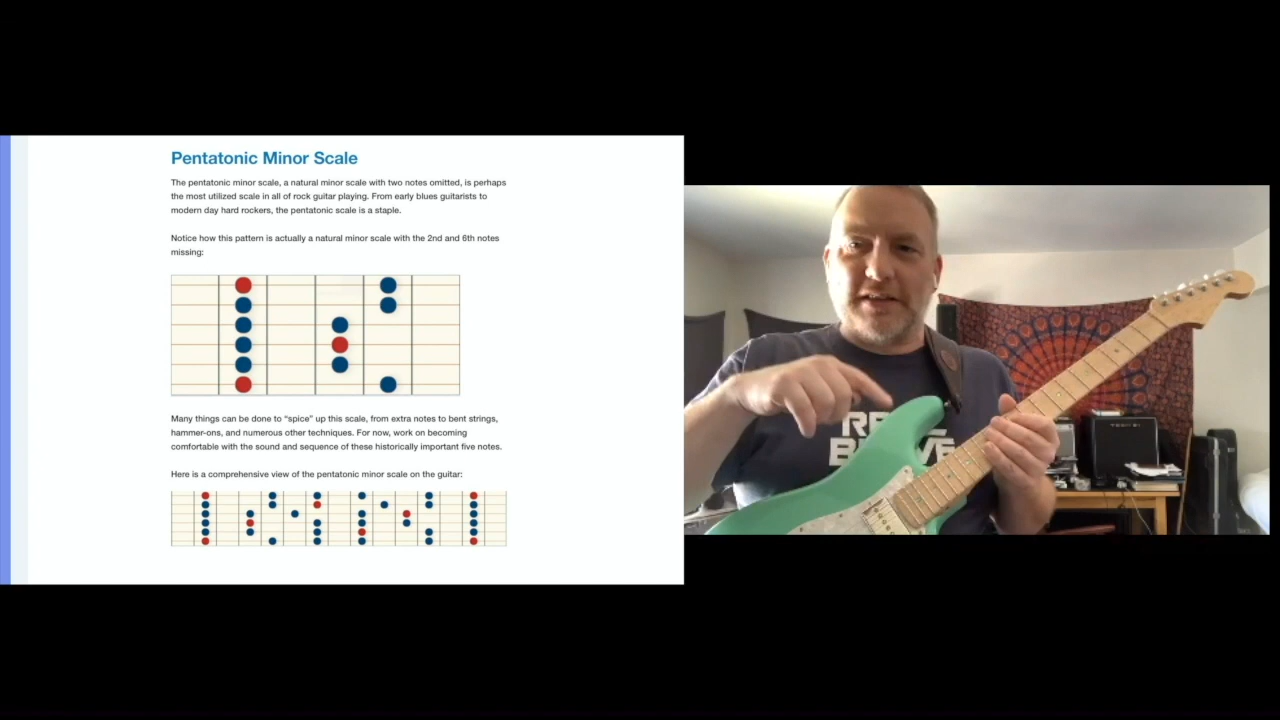 Pentatonic Minor Scale
The pentatonic minor scale, a natural minor scale with two notes omitted, is perhaps
the most utilized scale in all of rock guitar playing. From early blues guitarists to
modern day hard rockers, the pentatonic scale is a staple.
Notice how this pattern is actually a natural minor scale with the 2nd and 6th notes
missing:
Many things can be done to “spice” up this scale, from extra notes to bent strings,
hammer-ons, and numerous other techniques. For now, work on becoming
comfortable with the sound and sequence of these historically important five notes.
Here is a comprehensive view of the pentatonic minor scale on the guitar: